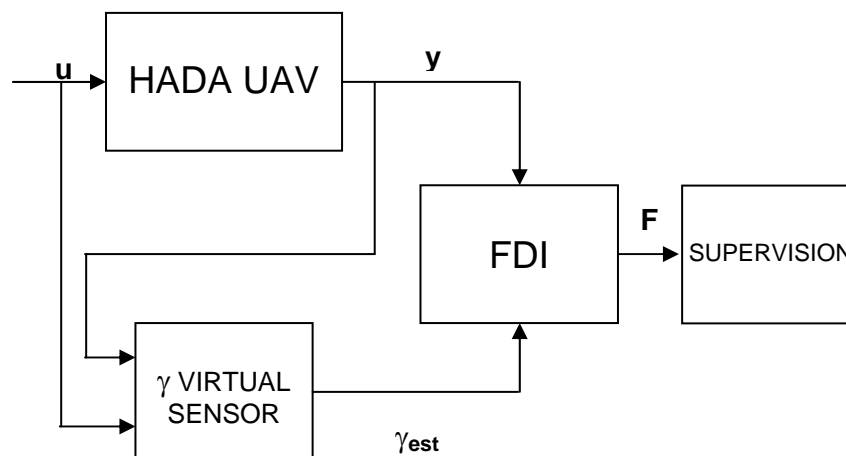 u
HADA UAV
y
FDI
F
SUPERVISION
γ VIRTUAL
SENSOR
γest